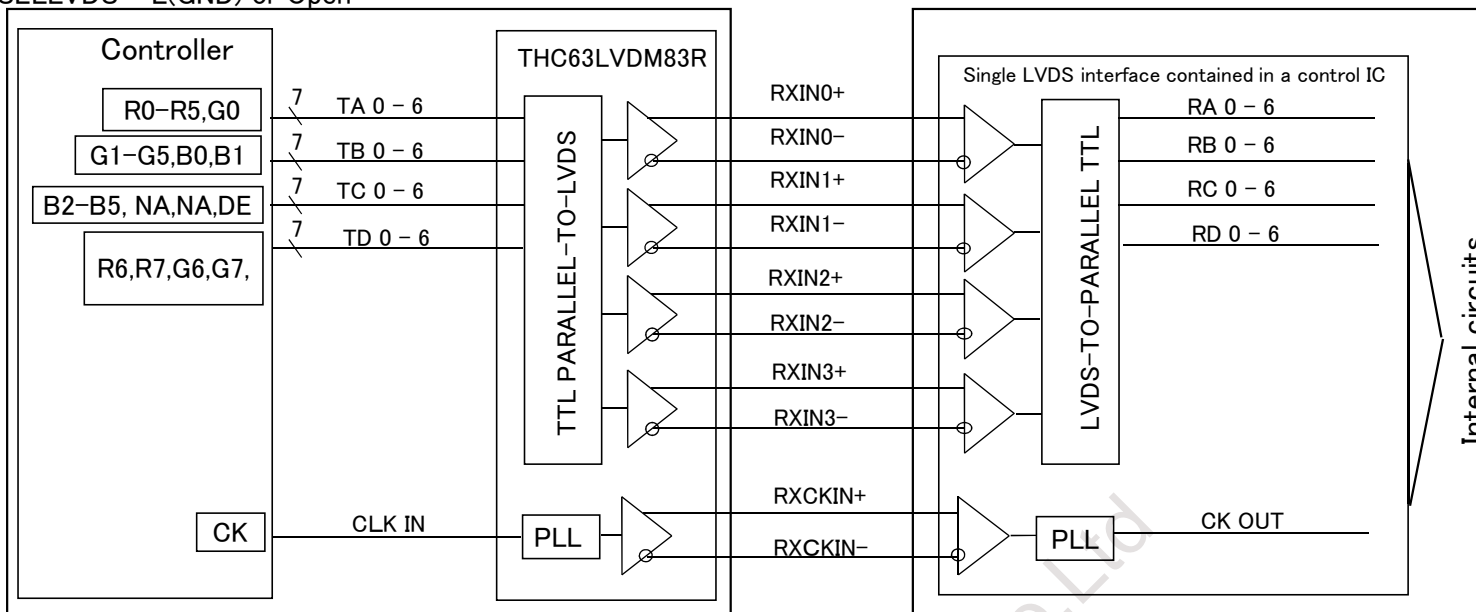 SELLVDS = L(GND) or Open
Controller
THC63LVDM83R
Single LVDS interface contained in a control IC
R0-R5,G0
7
TA 0 - 6
RXIN0+
RA 0 - 6
G1-G5,B0,B1
7
TB 0 - 6
RXIN0-
RB 0 - 6
B2-B5, NA,NA,DE
7
TC 0 - 6
RXIN1+
RC 0 - 6
R6,R7,G6,G7,
7
TD 0 - 6
RXIN1-
RD 0 - 6
TTL PARALLEL-TO-LVDS
LVDS-TO-PARALLEL TTL
RXIN2+
RXIN2-
RXIN3+
RXIN3-
Internal circuits
CK
CLK IN
PLL
RXCKIN+
RXCKIN-
PLL
CK OUT
o.,Ltd